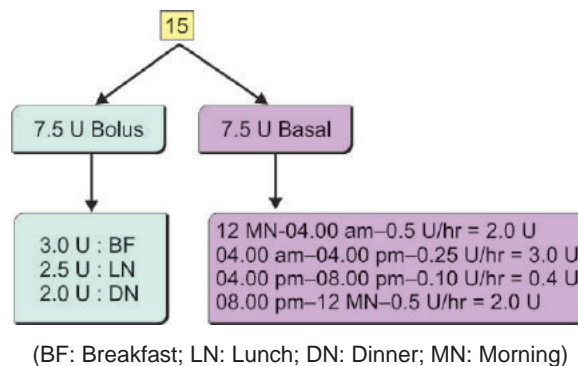 15
7.5 U Bolus
7.5 U Basal
3.0 U : BF
2.5 U : LN
2.0 U : DN
12 MN-04.00 am–0.5 U/hr = 2.0 U
04.00 am–04.00 pm–0.25 U/hr = 3.0 U
04.00 pm–08.00 pm–0.10 U/hr = 0.4 U
08.00 pm–12 MN–0.5 U/hr = 2.0 U
(BF: Breakfast; LN: Lunch; DN: Dinner; MN: Morning)